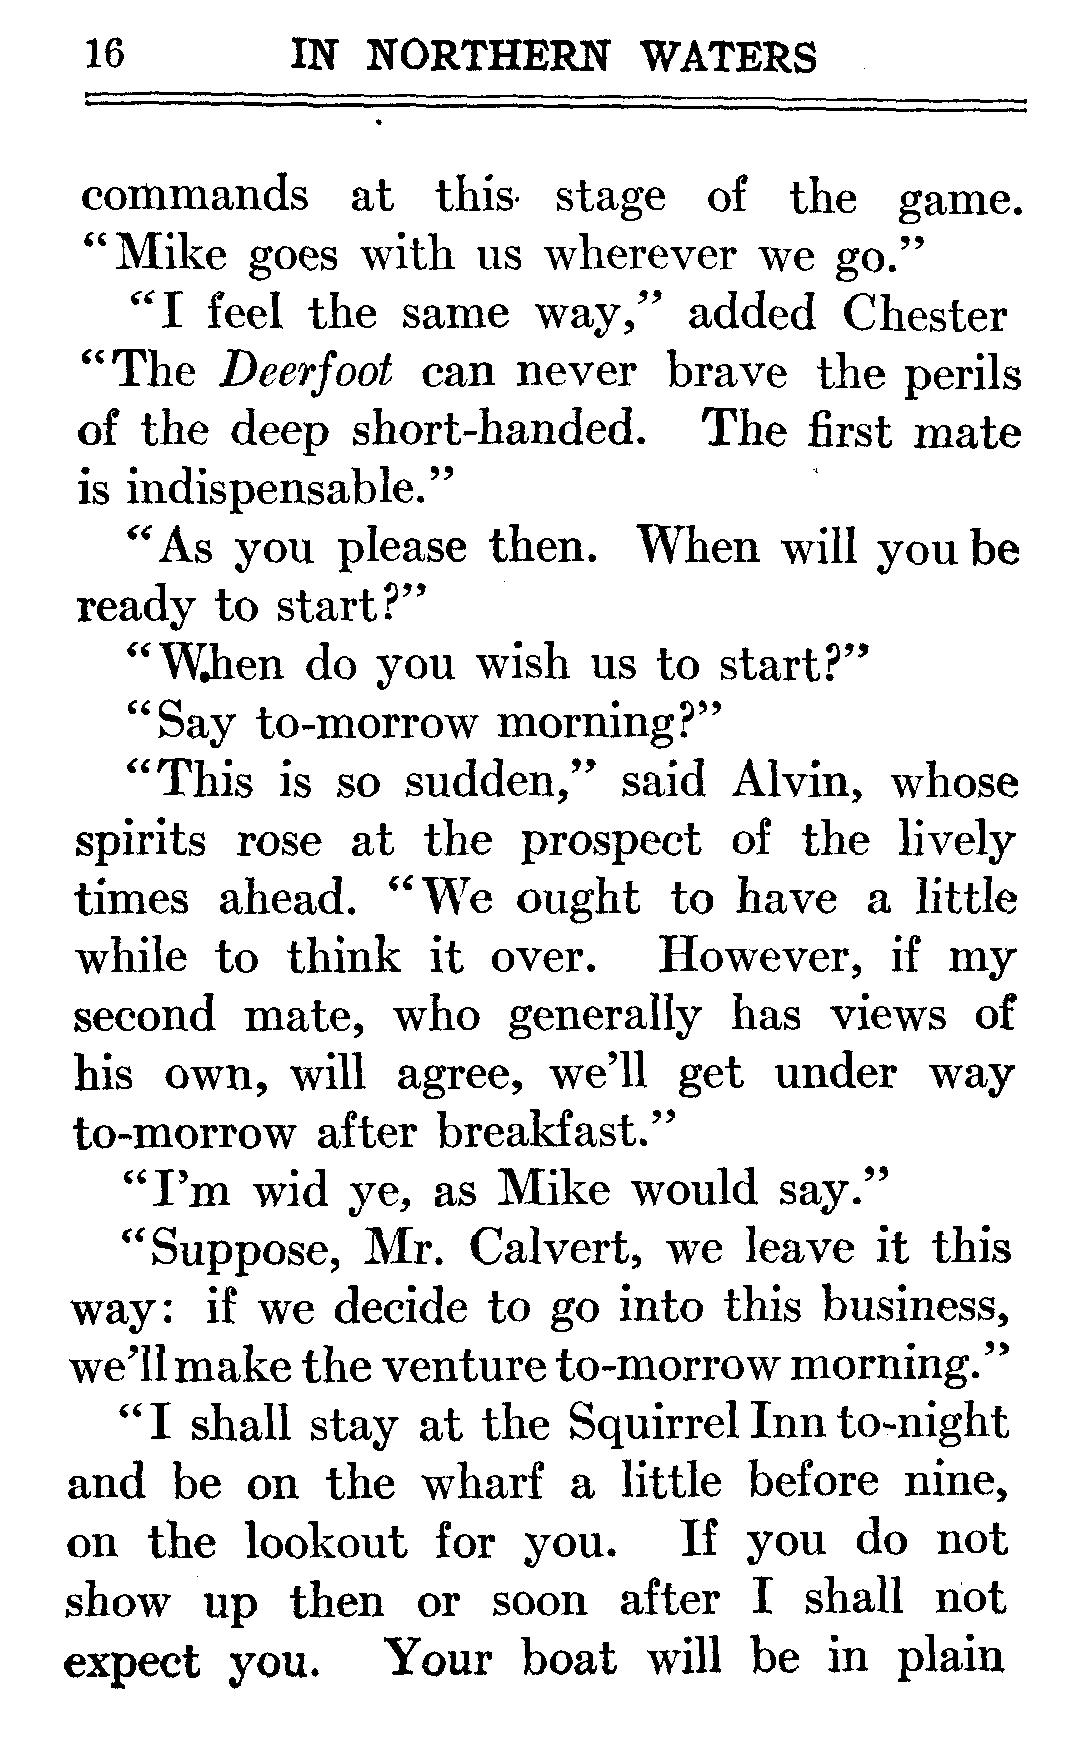 16 IN NORTHERN WATERS
commands at this stage of the game.
“Mike goes with us wherever we go.”
“I feel the same way,” added Chester
“The Deerfoot can never brave the perils
of the deep short-handed. The first mate
is indispensable.”
“As you please then. When will you be
ready to start?”
“When do you wish us to start?”
“Say to-morrow morning?”
“This is so sudden,” said Alvin, whose
spirits rose at the prospect of the lively
times ahead. “We ought to have a little
while to think it over. However, if my
second mate, who generally has views of
his own, will agree, we’ll get under way
to-morrow after breakfast.”
“I’m wid ye, as Mike would say.”
“Suppose, Mr. Calvert, we leave it this
way: if we decide to go into this business,
we’ll make the venture to-morrow morning.”
“I shall stay at the Squirrel Inn to-night
and be on the wharf a little before nine,
on the lookout for you. If you do not
show up then or soon after I shall not
expect you. Your boat will be in plain